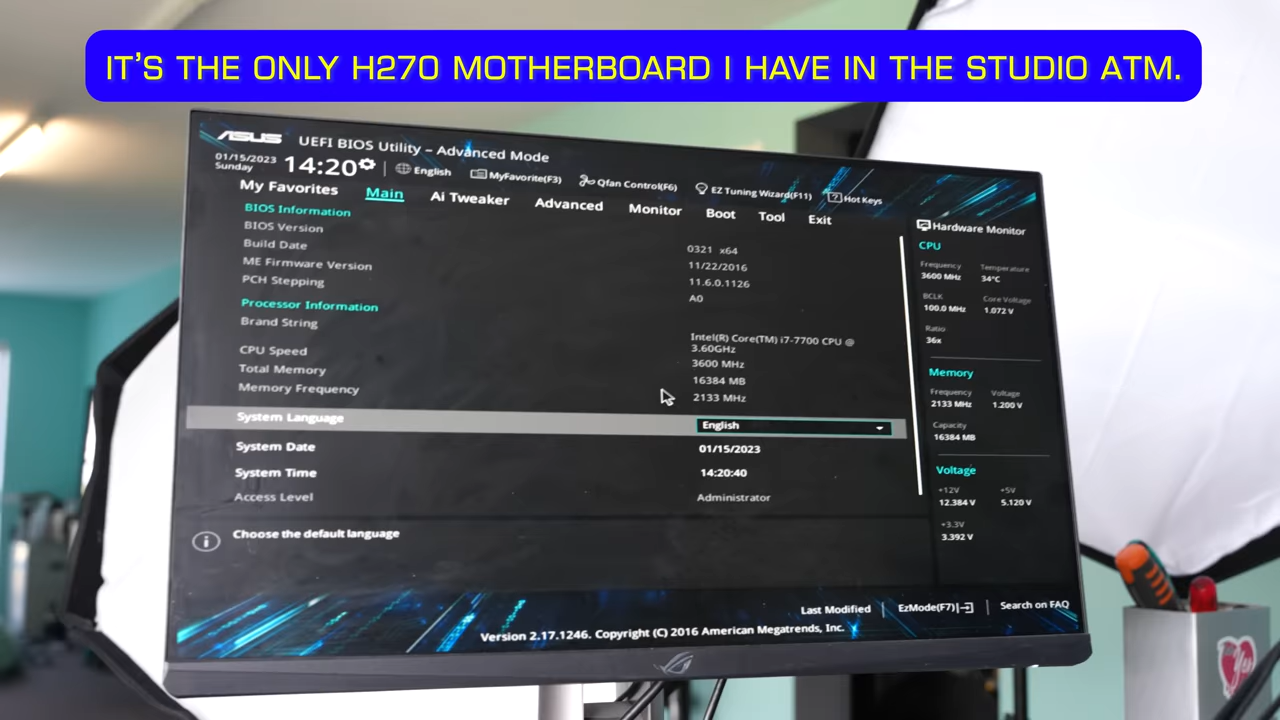 IT'S THE ONLY H270 MOTHERBOARD I HAVE IN THE STUDIO ATM.
ASUS UEFI BIOS Utility – Advanced Mode
01/15/2023
Sunday
14:20
English
MyFavorite(F3)
Qfan Control(F6)
EZ Tuning Wizard(F11)
? Hot Keys
My Favorites Main Ai Tweaker Advanced Monitor Boot Tool Exit
BIOS Information
BIOS Version 0321 x64
Build Date 11/22/2016
ME Firmware Version 11.6.0.1126
PCH Stepping A0
Processor Information
Brand String Intel(R) Core(TM) i7-7700 CPU @
3.60GHz
CPU Speed 3600 MHz
Total Memory 16384 MB
Memory Frequency 2133 MHz
System Language English
System Date 01/15/2023
System Time 14:20:40
Access Level Administrator
i Choose the default language
Hardware Monitor
CPU
Frequency Temperature
3600 MHz 34°C
BCLK Core Voltage
100.0 MHz 1.072 V
Ratio
36x
Memory
Frequency Voltage
2133 MHz 1.200 V
Capacity
16384 MB
Voltage
+12V +5V
12.384 V 5.120 V
+3.3V
3.392 V
Last Modified EzMode(F7) Search on FAQ
Version 2.17.1246. Copyright (C) 2016 American Megatrends, Inc.
Yes